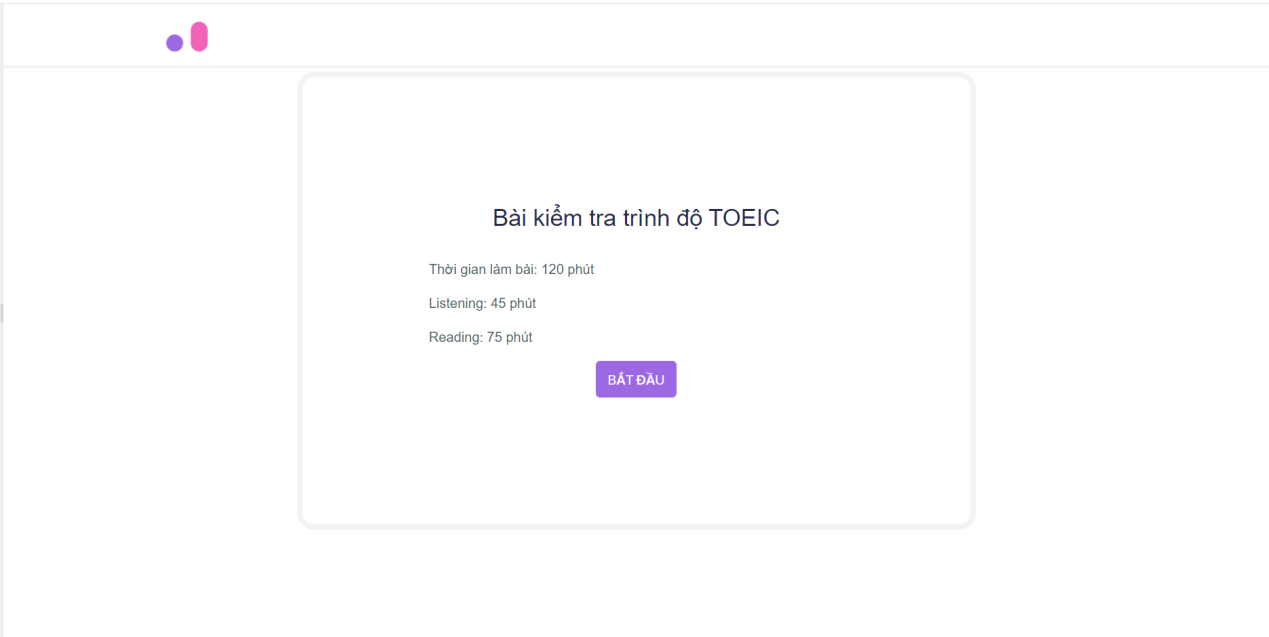 Bài kiểm tra trình độ TOEIC
Thời gian làm bài: 120 phút
Listening: 45 phút
Reading: 75 phút
BẮT ĐẦU